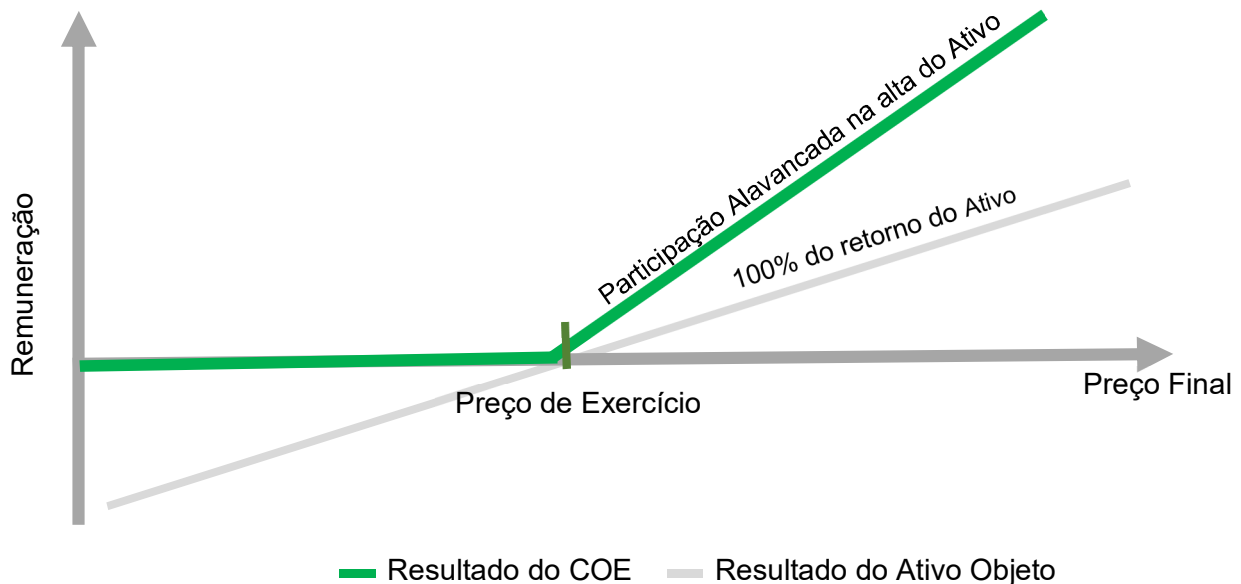 Participação Alavancada na alta do Ativo
100% do retorno do Ativo
Remuneração
Preço de Exercício
Preço Final
Resultado do COE
Resultado do Ativo Objeto